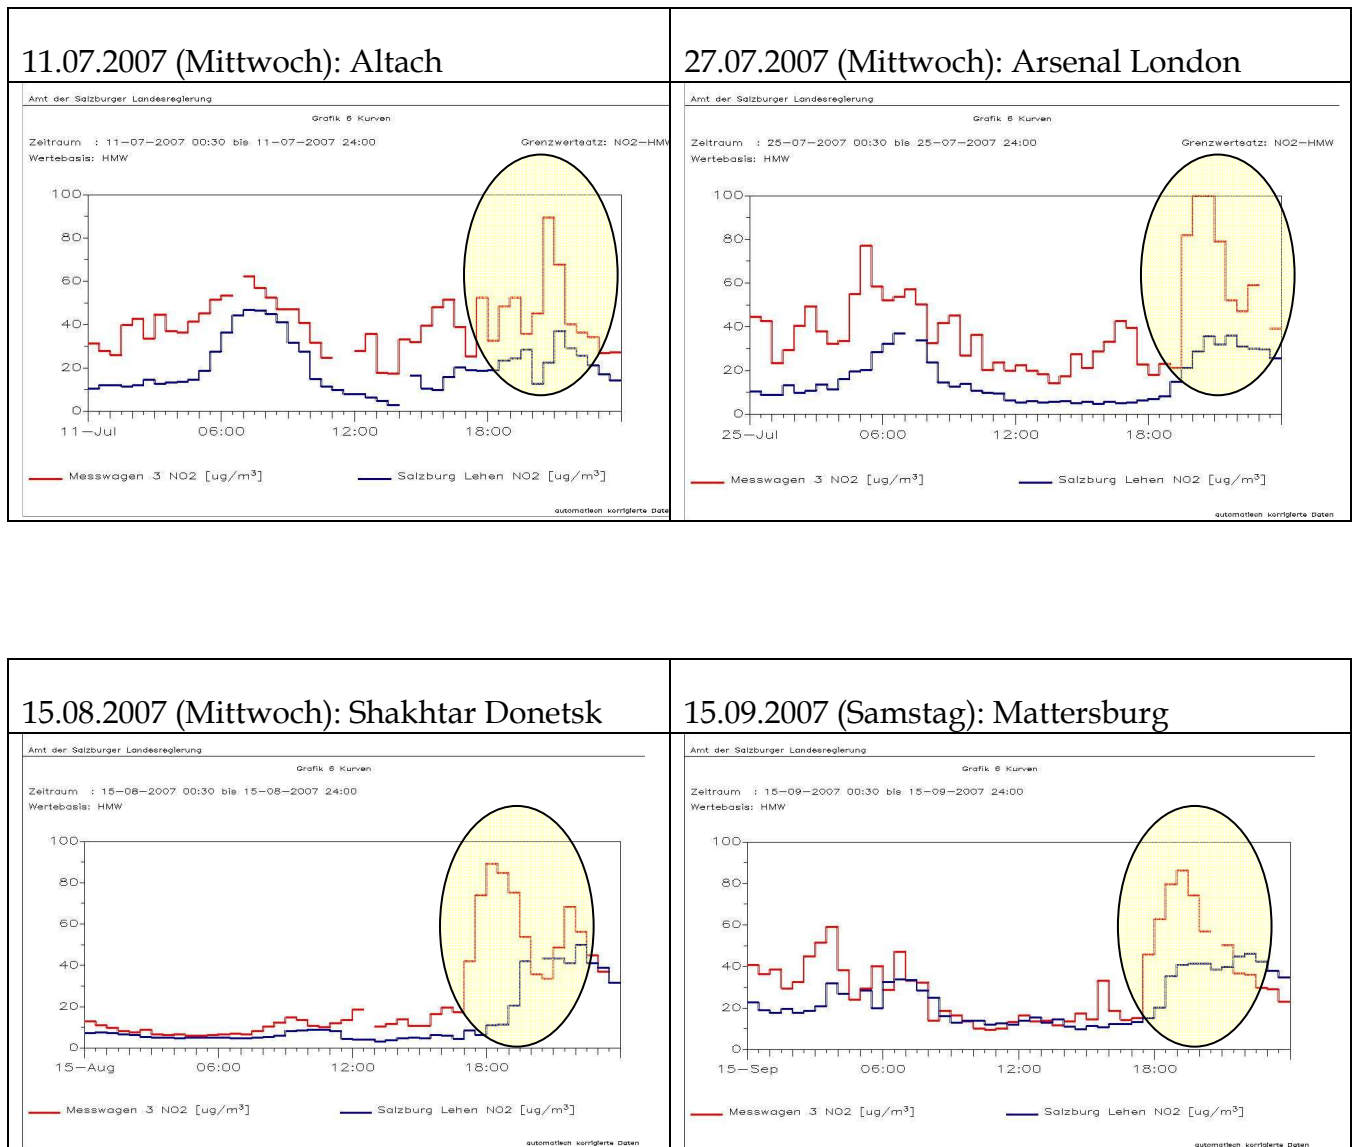 11.07.2007 (Mittwoch): Altach
Amt der Salzburger Landesregierung
Grafik 6 Kurven
Zeitraum : 11-07-2007 00:30 bis 11-07-2007 24:00 Grenzwertsatz: NO2-HMW
Wertebasis: HMW
100
80
60
40
20
0
11-Jul 06:00 12:00 18:00
Messwagen 3 NO2 [ug/m³] Salzburg Lehen NO2 [ug/m³]
automatisch korrigierte Date
27.07.2007 (Mittwoch): Arsenal London
Amt der Salzburger Landesregierung
Grafik 6 Kurven
Zeitraum : 25-07-2007 00:30 bis 25-07-2007 24:00 Grenzwertsatz: NO2-HMW
Wertebasis: HMW
100
80
60
40
20
0
25-Jul 06:00 12:00 18:00
Messwagen 3 NO2 [ug/m³] Salzburg Lehen NO2 [ug/m³]
automatisch korrigierte Daten
15.08.2007 (Mittwoch): Shakhtar Donetsk
Amt der Salzburger Landesregierung
Grafik 6 Kurven
Zeitraum : 15-08-2007 00:30 bis 15-08-2007 24:00
Wertebasis: HMW
100
80
60
40
20
0
15-Aug 06:00 12:00 18:00
Messwagen 3 NO2 [ug/m³] Salzburg Lehen NO2 [ug/m³]
automatisch korrigierte Daten
15.09.2007 (Samstag): Mattersburg
Amt der Salzburger Landesregierung
Grafik 6 Kurven
Zeitraum : 15-09-2007 00:30 bis 15-09-2007 24:00
Wertebasis: HMW
100
80
60
40
20
0
15-Sep 06:00 12:00 18:00
Messwagen 3 NO2 [ug/m³] Salzburg Lehen NO2 [ug/m³]
automatisch korrigierte Daten